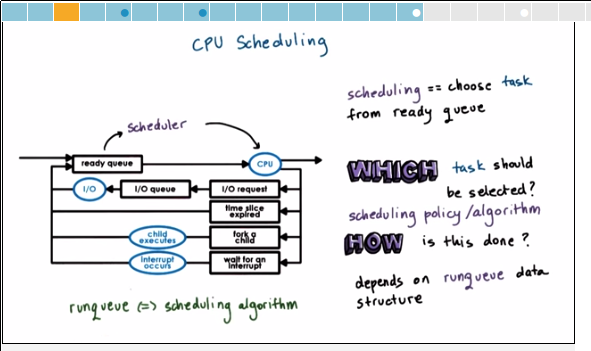 CPU Scheduling
scheduling == choose task
from ready queue
scheduler
ready queue
CPU
I/O
I/O queue
I/O request
time slice
expired
child
executes
fork a
child
interrupt
occurs
wait for an
interrupt
runqueue <=> scheduling algorithm
WHICH task should
be selected?
scheduling policy/algorithm
HOW is this done?
depends on runqueue data
structure